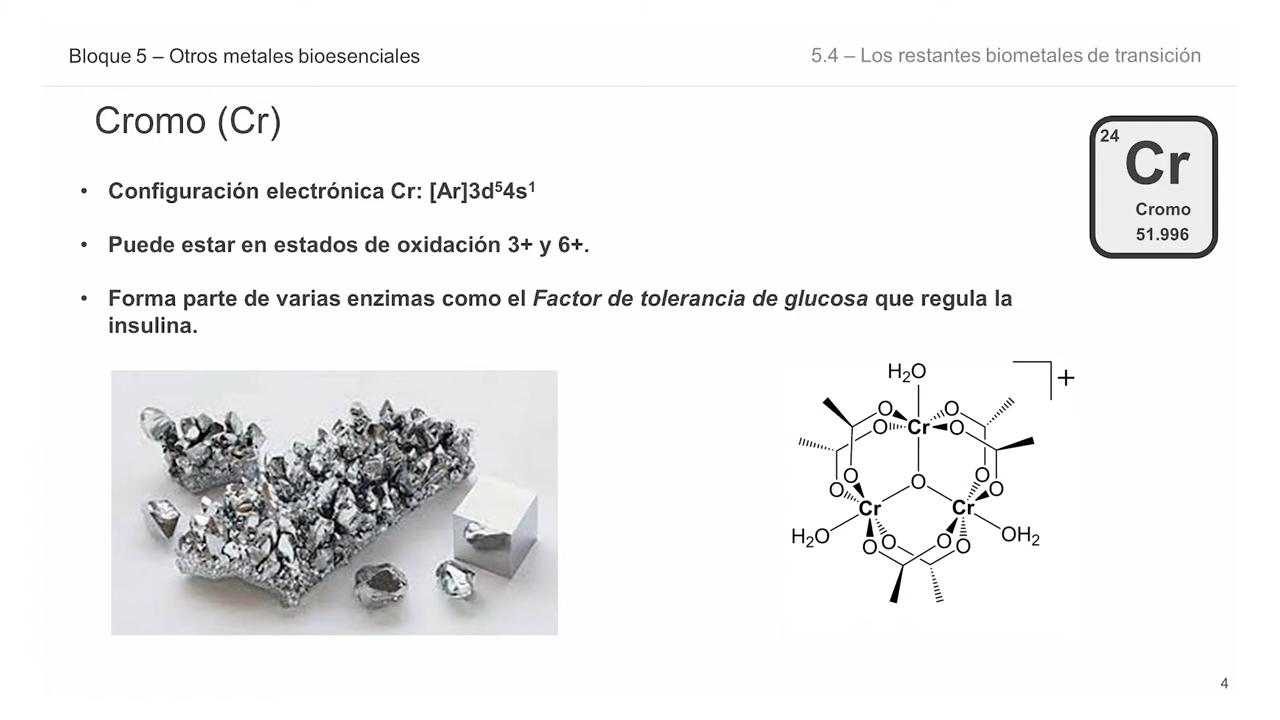 Bloque 5 – Otros metales bioesenciales
5.4 – Los restantes biometales de transición
Cromo (Cr)
24
Cr
Cromo
51.996
• Configuración electrónica Cr: [Ar]3d⁵4s¹
• Puede estar en estados de oxidación 3+ y 6+.
• Forma parte de varias enzimas como el Factor de tolerancia de glucosa que regula la
insulina.
H₂O
+
O O
O Cr O
O O O
O O
Cr Cr
H₂O OH₂
O O O O
4